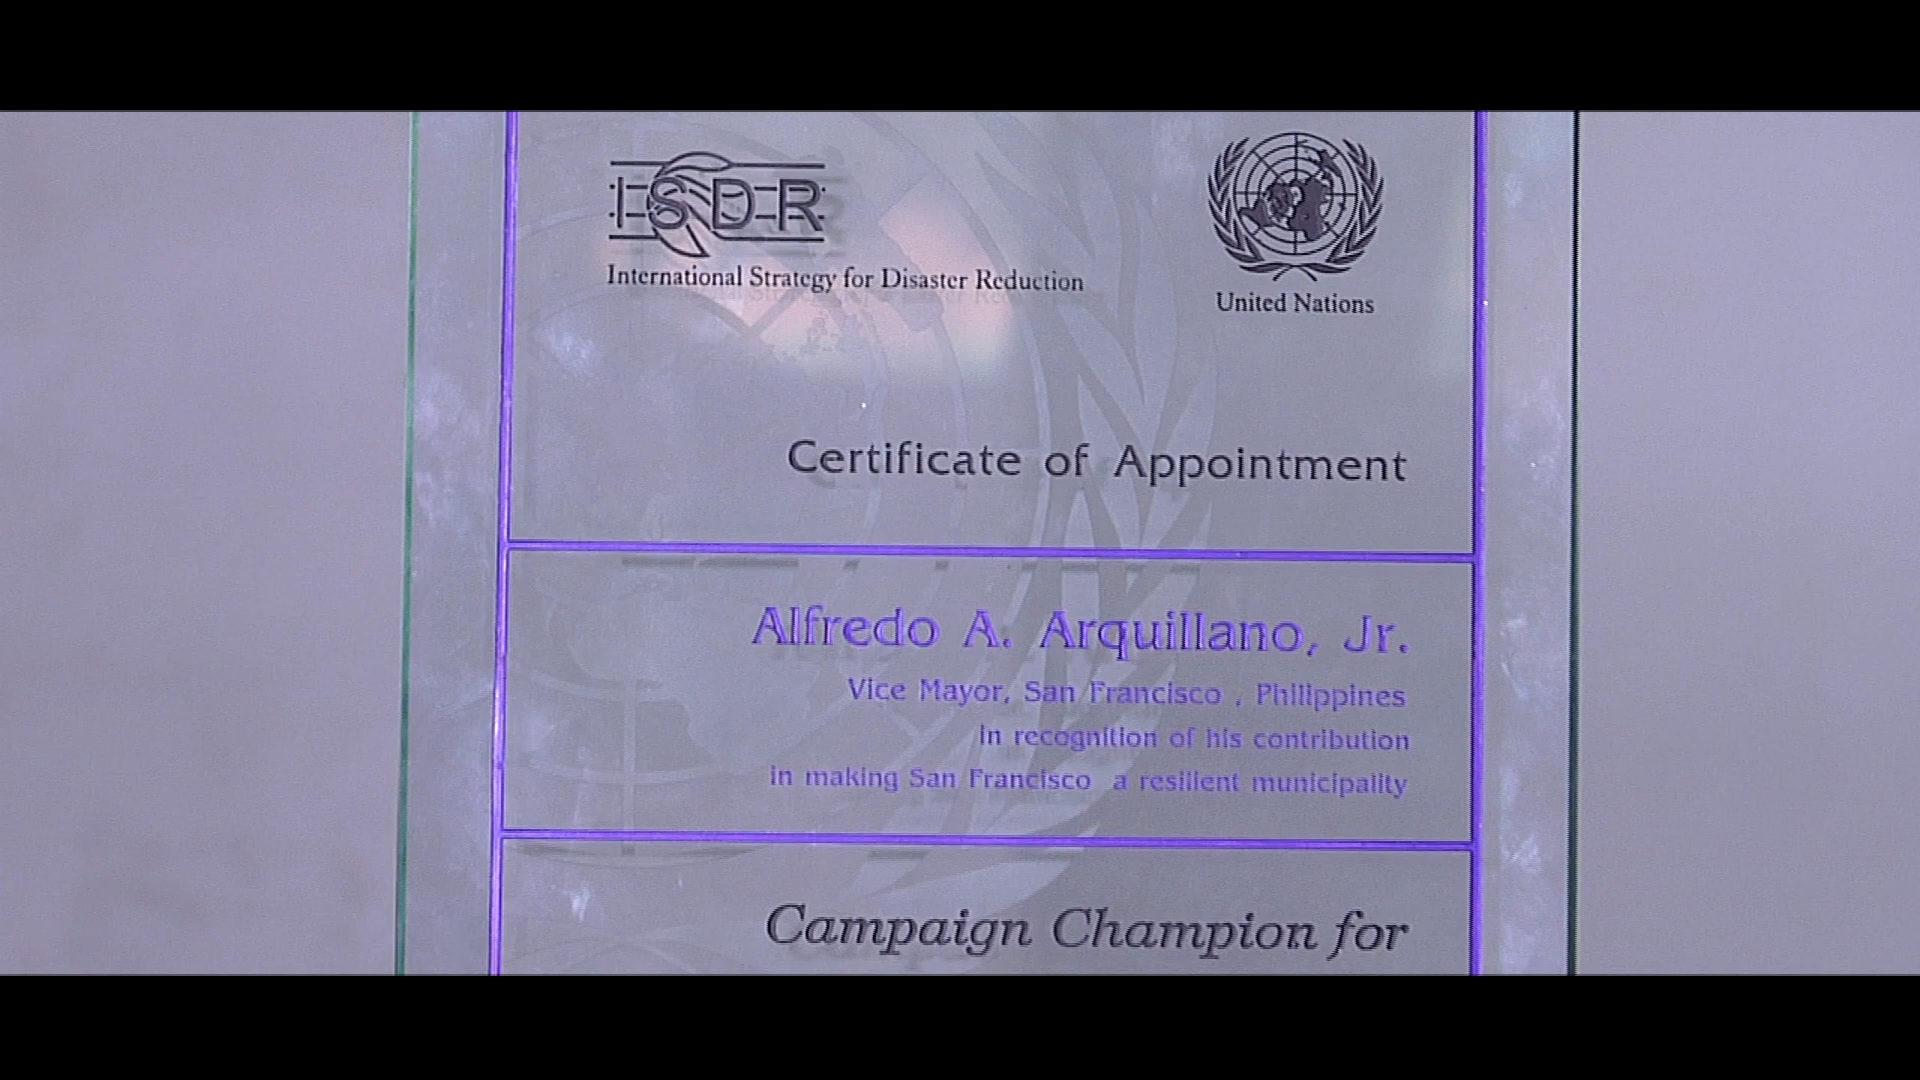 ISDR
International Strategy for Disaster Reduction
United Nations
Certificate of Appointment
Alfredo A. Arquillano, Jr.
Vice Mayor, San Francisco , Philippines
in recognition of his contribution
in making San Francisco a resilient municipality
Campaign Champion for